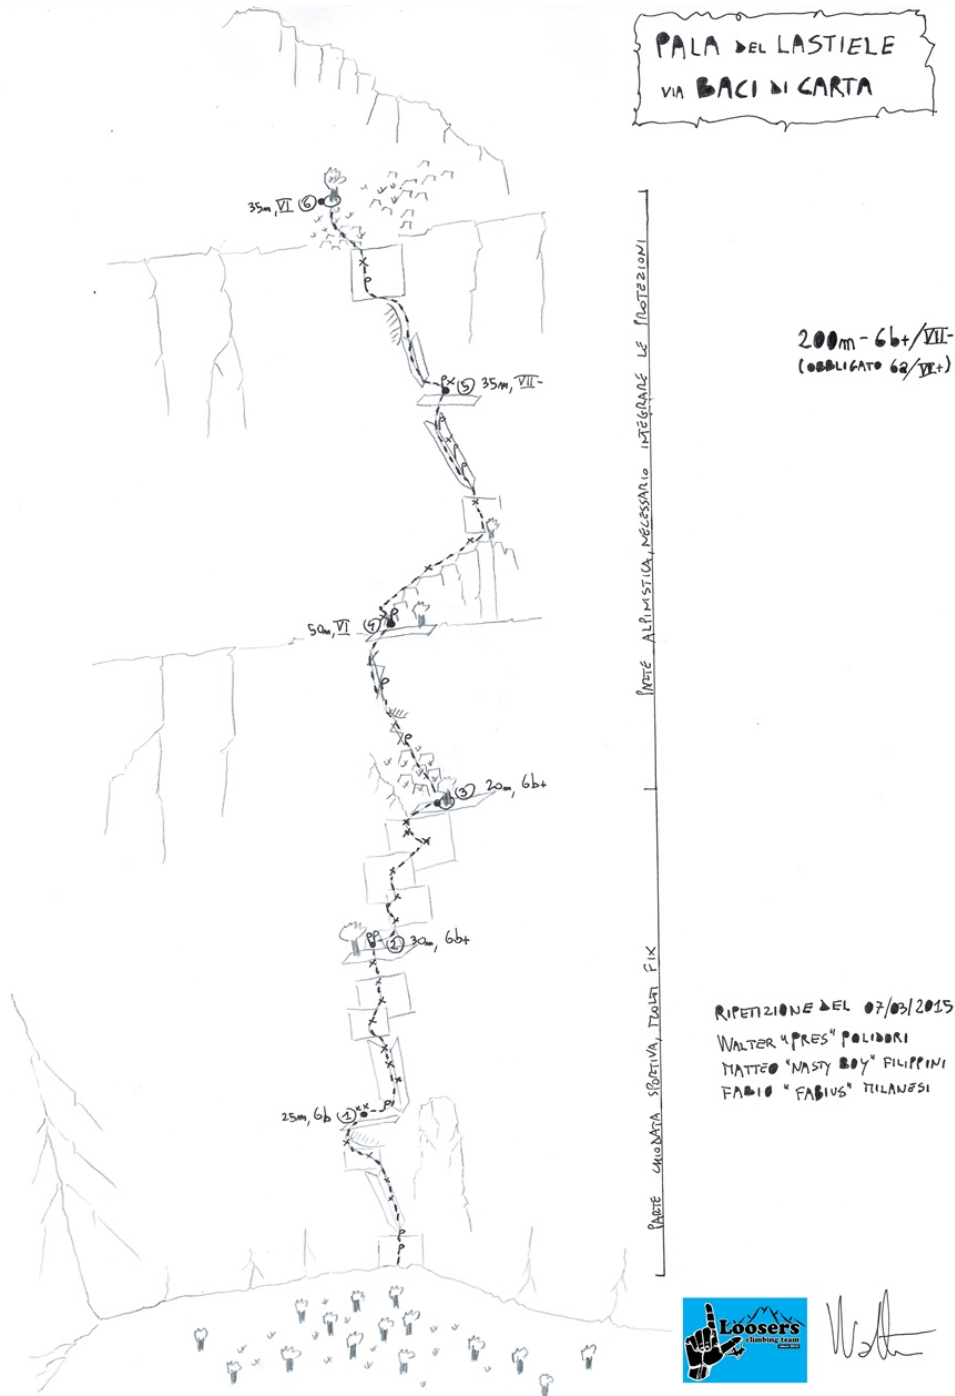 PALA DEL LASTIELE
VIA BACI DI CARTA
35m, VI 6
200m - 6b+/VII-
(OBBLIGATO 6a/VI+)
5 35m, VII-
PARTE ALPINISTICA, NECESSARIO INTEGRARE LE PROTEZIONI
50m, VI 4
3 20m, 6b+
2 30m, 6b+
PARTE CHIODATA SPORTIVA, MOLTI FIX
25m, 6b 1
RIPETIZIONE DEL 07/03/2015
WALTER "PRES" POLIDORI
MATTEO "NASTY BOY" FILIPPINI
FABIO "FABIUS" MILANESI
Loosers
climbing team